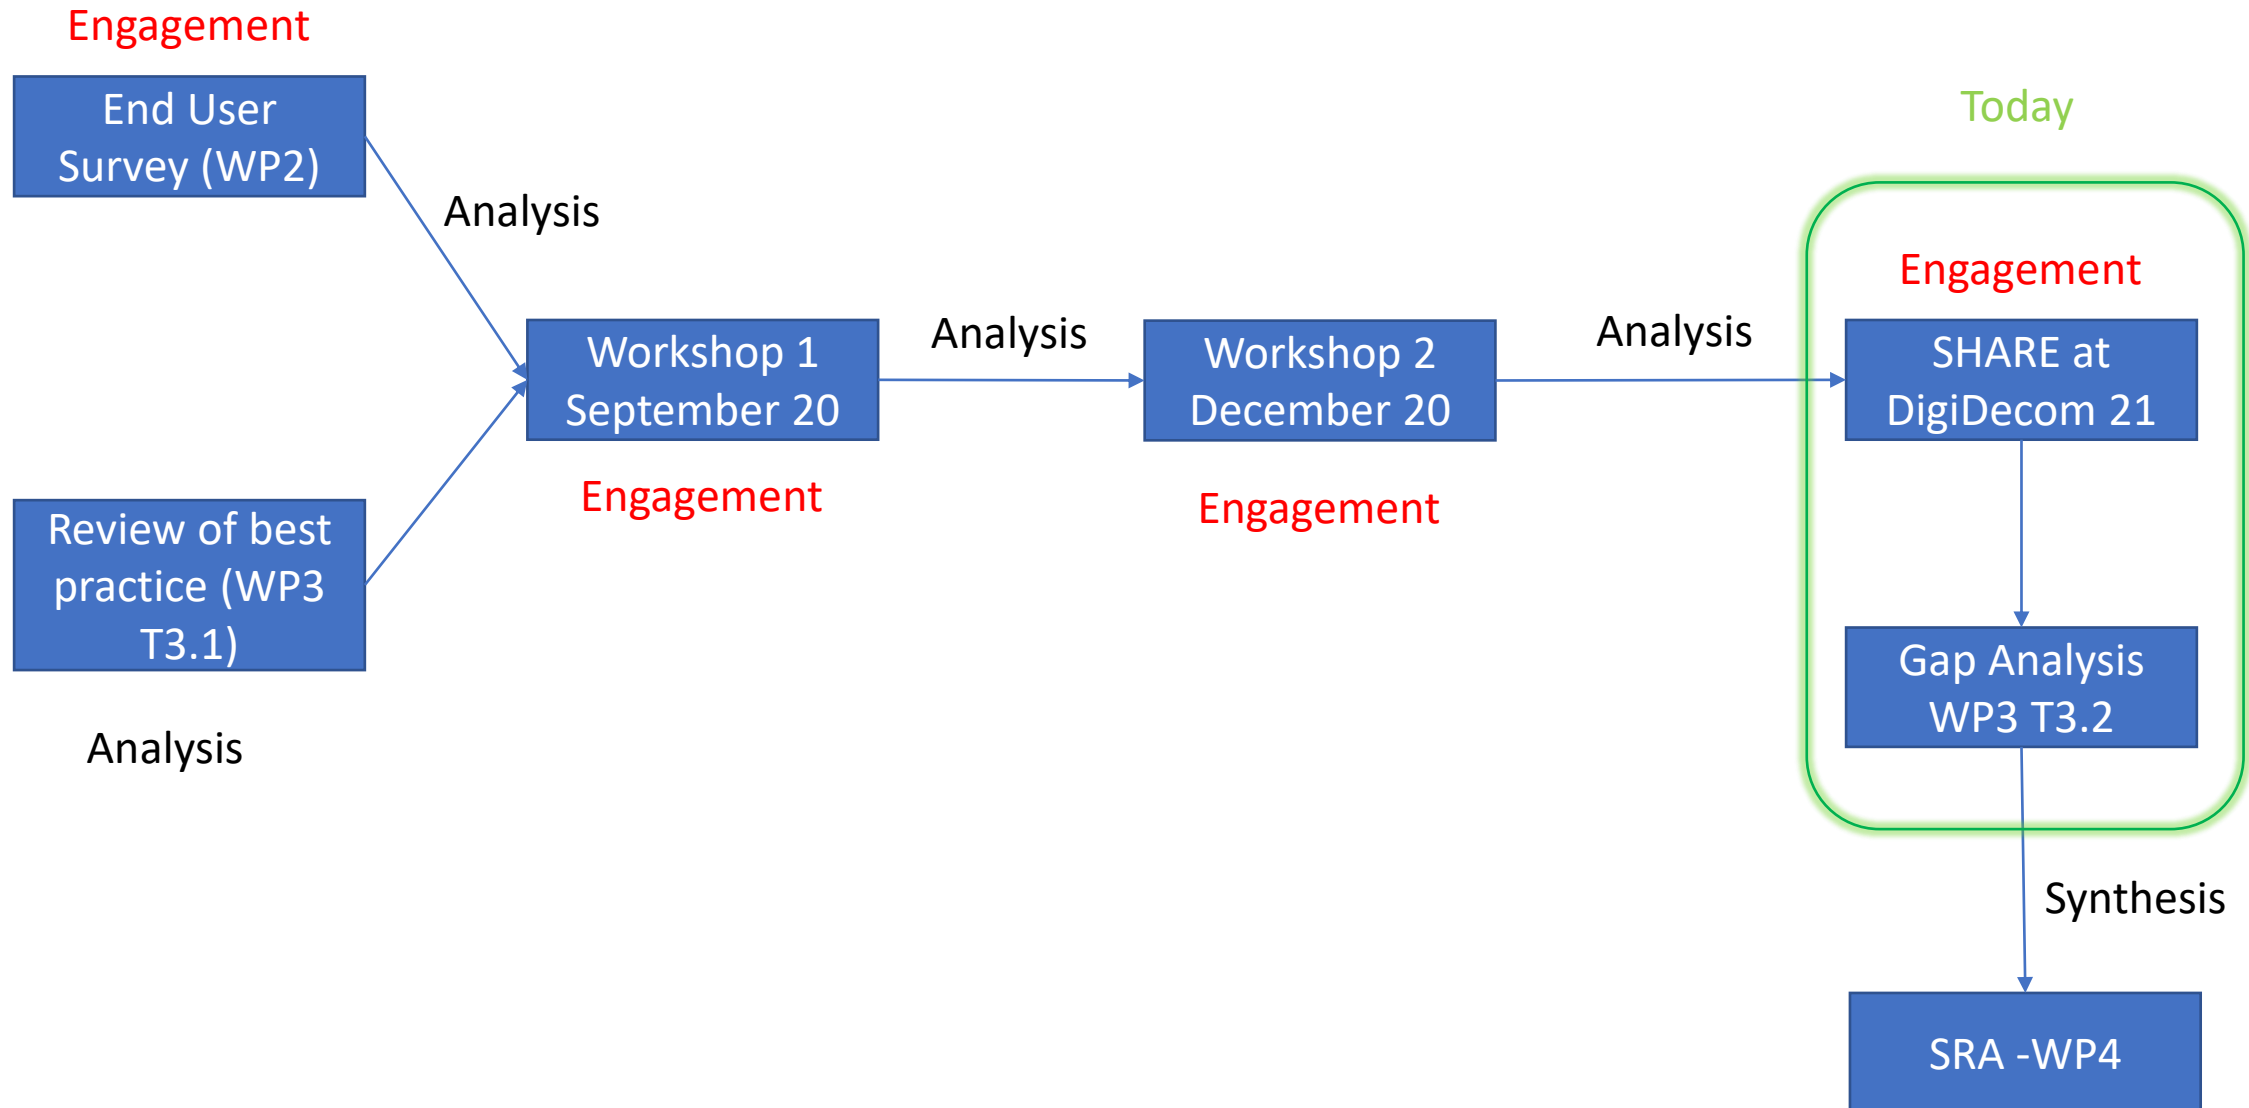 Engagement
End User
Survey (WP2)
Analysis
Review of best
practice (WP3
T3.1)
Analysis
Workshop 1
September 20
Engagement
Analysis
Workshop 2
December 20
Engagement
Analysis
Today
Engagement
SHARE at
DigiDecom 21
Gap Analysis
WP3 T3.2
Synthesis
SRA -WP4